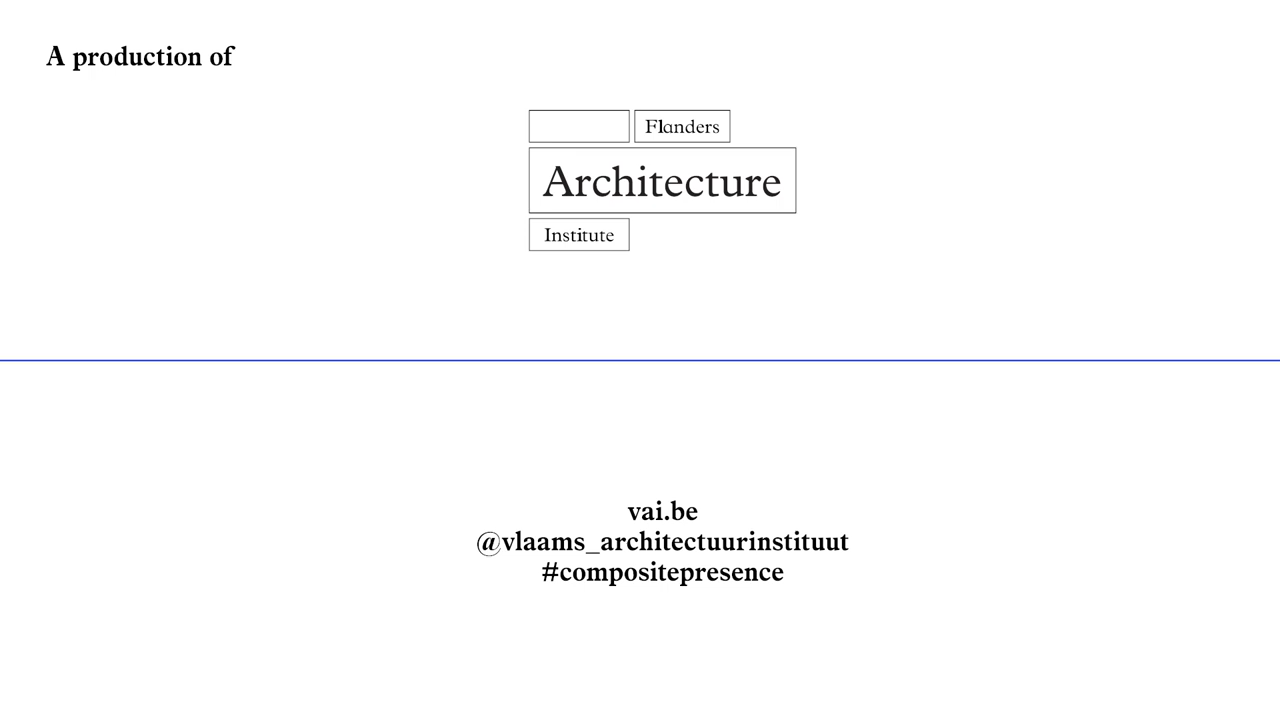 A production of
Flanders
Architecture
Institute
vai.be
@vlaams_architectuurinstituut
#compositepresence